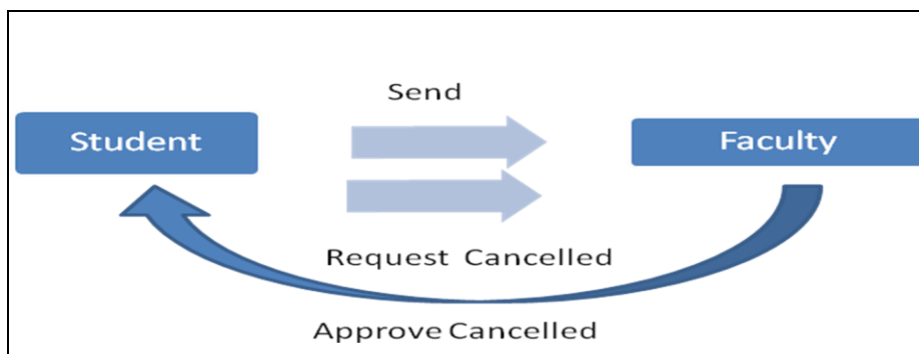 Send
Student
Faculty
Request Cancelled
Approve Cancelled